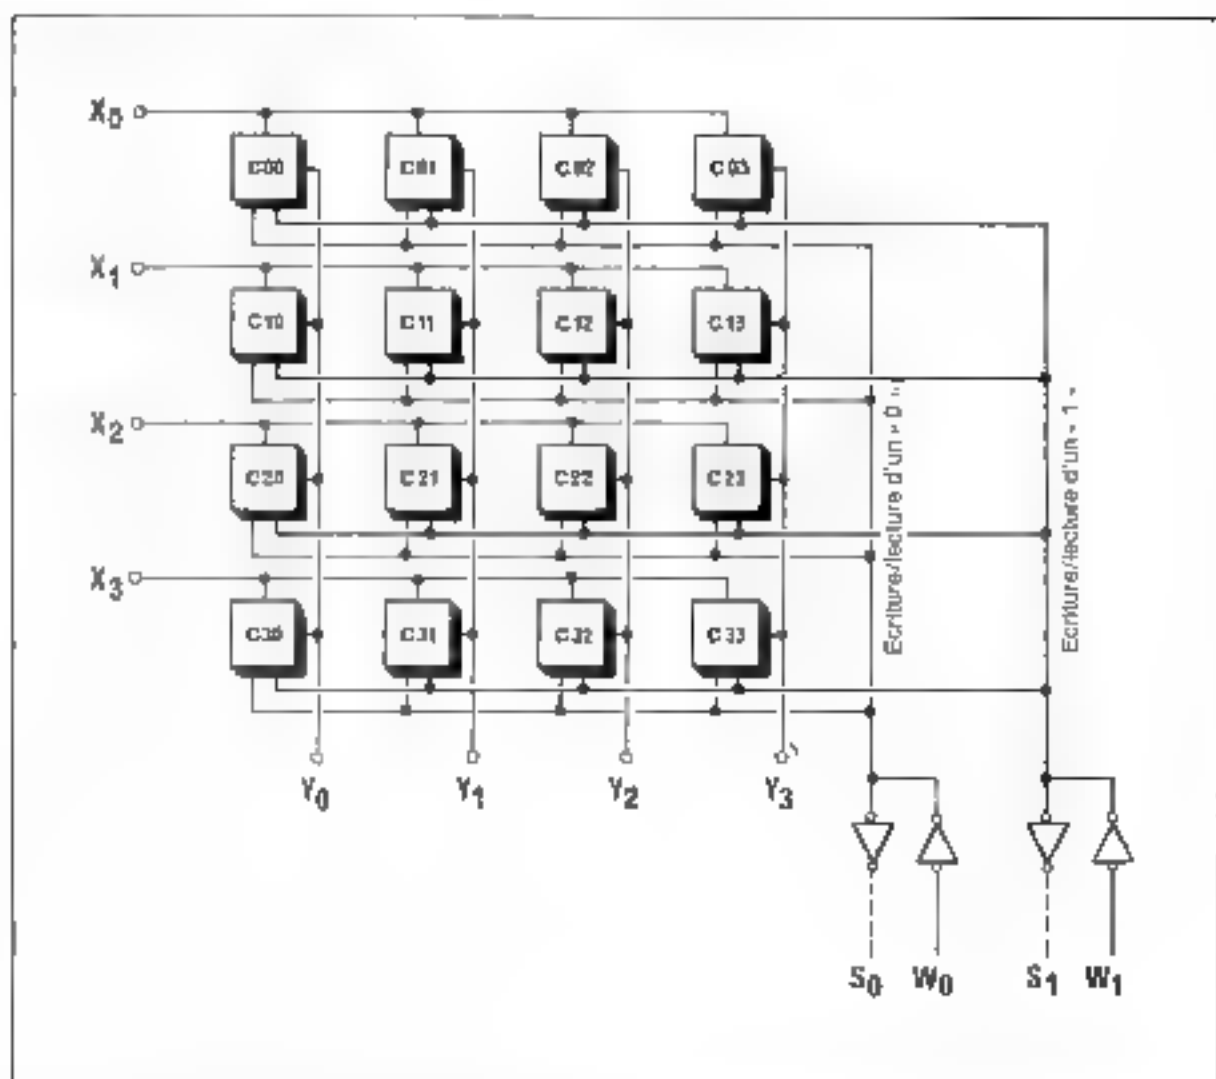 X0
C00 C01 C02 C03
X1
C10 C11 C12 C13
X2
C20 C21 C22 C23
X3
C30 C31 C32 C33
Y0 Y1 Y2 Y3
Ecriture/lecture d'un « 0 »
Ecriture/lecture d'un « 1 »
S0 W0 S1 W1